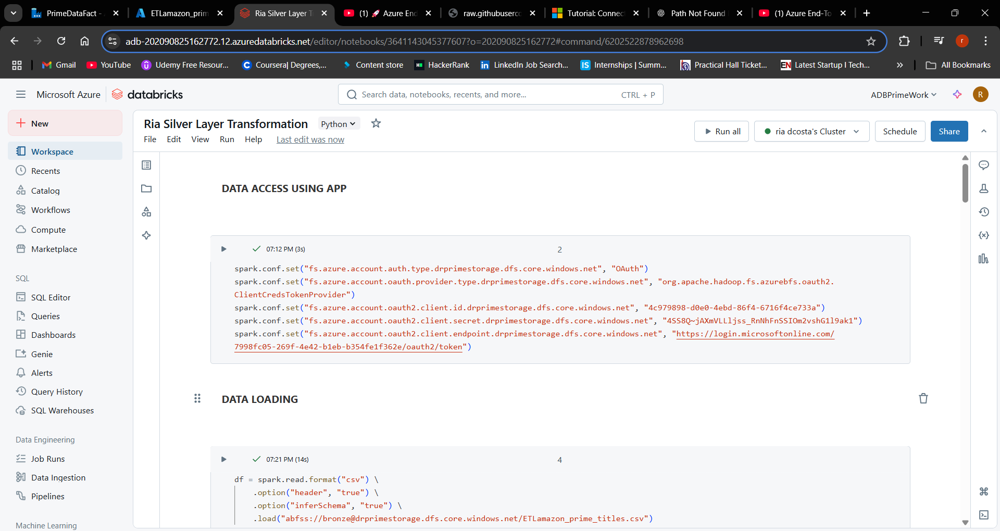 PrimeDataFact -
ETLamazon_prim
Ria Silver Layer T
(1) 🚀 Azure End
raw.githubuserco
Tutorial: Connec
Path Not Found
(1) Azure End-To
adb-202090825162772.12.azuredatabricks.net/editor/notebooks/3641143045377607?o=202090825162772#command/6202522878962698
r
Gmail
YouTube
Udemy Free Resour...
Coursera| Degrees,...
Content store
HackerRank
LinkedIn Job Search...
Internships | Summ...
Practical Hall Ticket...
Latest Startup I Tech...
All Bookmarks
Microsoft Azure
databricks
Search data, notebooks, recents, and more...
CTRL + P
ADBPrimeWork
R
New
Workspace
Recents
Catalog
Workflows
Compute
Marketplace
SQL
SQL Editor
Queries
Dashboards
Genie
Alerts
Query History
SQL Warehouses
Data Engineering
Job Runs
Data Ingestion
Pipelines
Machine Learning
Ria Silver Layer Transformation
Python
File Edit View Run Help Last edit was now
Run all
ria dcosta's Cluster
Schedule
Share
DATA ACCESS USING APP
07:12 PM (3s)
2
spark.conf.set("fs.azure.account.auth.type.drprimestorage.dfs.core.windows.net", "OAuth")
spark.conf.set("fs.azure.account.oauth.provider.type.drprimestorage.dfs.core.windows.net", "org.apache.hadoop.fs.azurebfs.oauth2.
ClientCredsTokenProvider")
spark.conf.set("fs.azure.account.oauth2.client.id.drprimestorage.dfs.core.windows.net", "4c979898-d0e0-4ebd-86f4-6716f4ce733a")
spark.conf.set("fs.azure.account.oauth2.client.secret.drprimestorage.dfs.core.windows.net", "4SS8Q~jAXmVLLljss_RnNhFnSSIOm2vshG1l9ak1")
spark.conf.set("fs.azure.account.oauth2.client.endpoint.drprimestorage.dfs.core.windows.net", "https://login.microsoftonline.com/
7998fc05-269f-4e42-b1eb-b354fe1f362e/oauth2/token")
DATA LOADING
07:21 PM (14s)
4
df = spark.read.format("csv") \
.option("header", "true") \
.option("inferSchema", "true") \
.load("abfss://bronze@drprimestorage.dfs.core.windows.net/ETLamazon_prime_titles.csv")